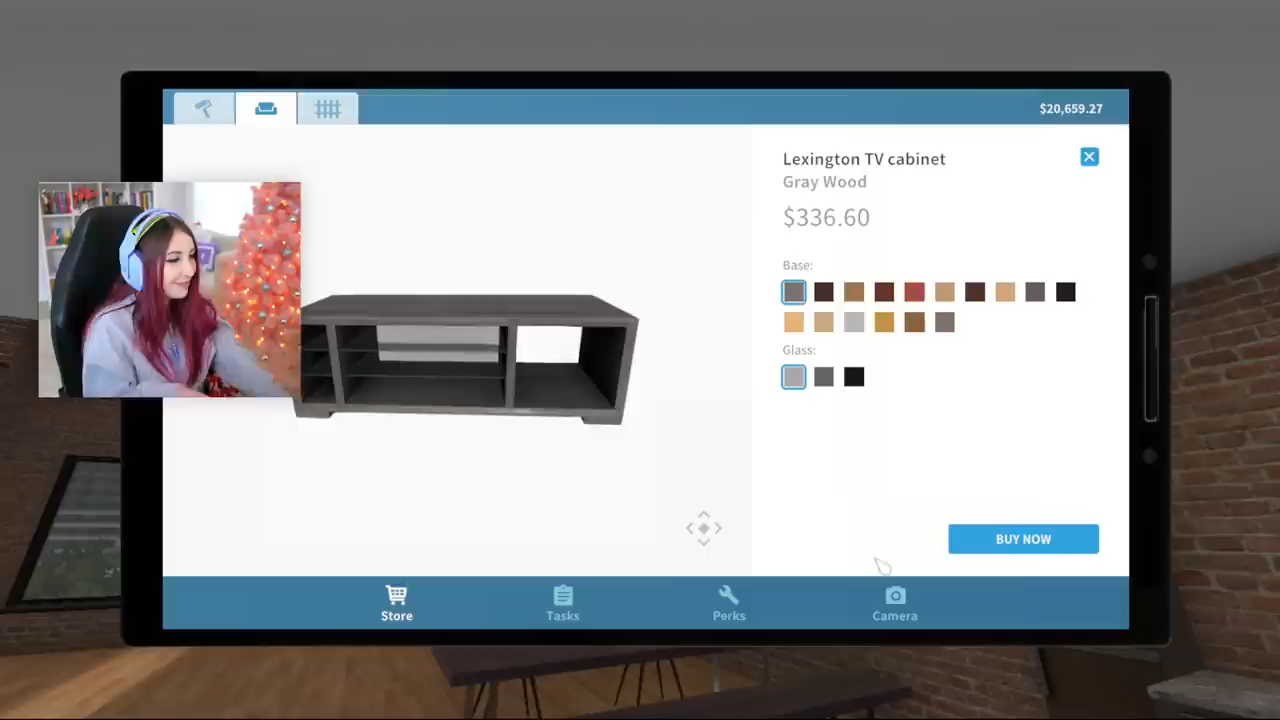 $20,659.27
Lexington TV cabinet
Gray Wood
$336.60
Base:
Glass:
BUY NOW
Store
Tasks
Perks
Camera